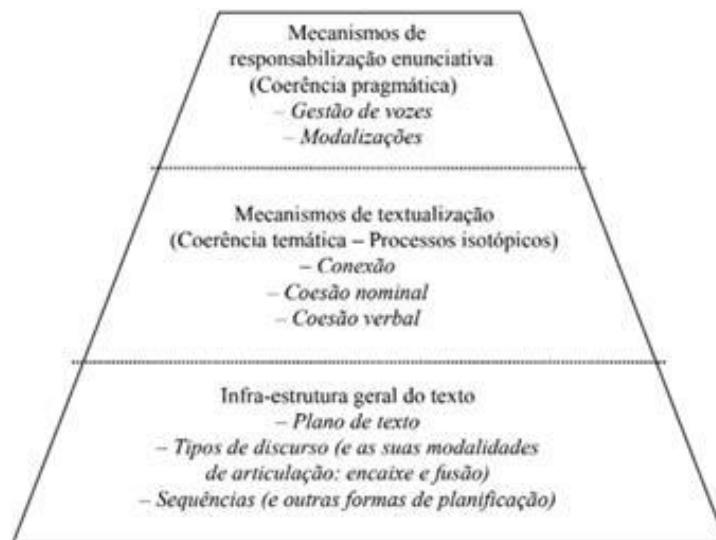 Mecanismos de
responsabilização enunciativa
(Coerência pragmática)
– Gestão de vozes
– Modalizações
Mecanismos de textualização
(Coerência temática – Processos isotópicos)
– Conexão
– Coesão nominal
– Coesão verbal
Infra-estrutura geral do texto
– Plano de texto
– Tipos de discurso (e as suas modalidades
de articulação: encaixe e fusão)
– Sequências (e outras formas de planificação)